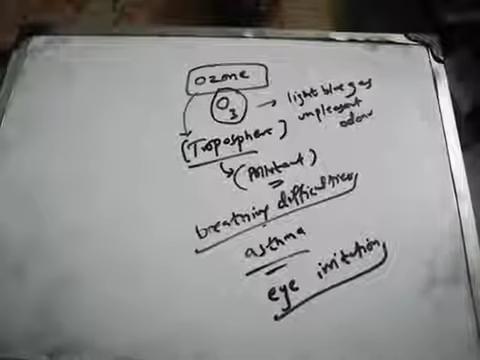 ozone
O3 → light blue gas
unpleasant
odour
(Troposphere)
(Pollutant)
breathing difficulties
asthma
eye irritation